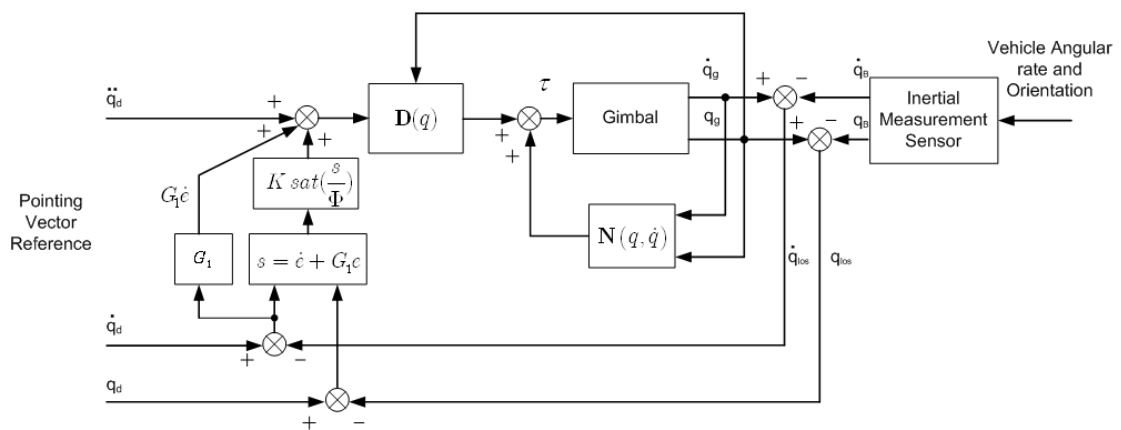 Vehicle Angular
rate and
Orientation
q̇g
+
−
q̇B
τ
q̈d
+
+
+
D(q)
+
+
Gimbal
qg
+
−
qB
Inertial
Measurement
Sensor
K sat(s/Φ)
G₁ė
Pointing
Vector
Reference
G₁
s = ė + G₁e
N (q, q̇)
q̇los
qlos
q̇d
+
−
qd
+
−